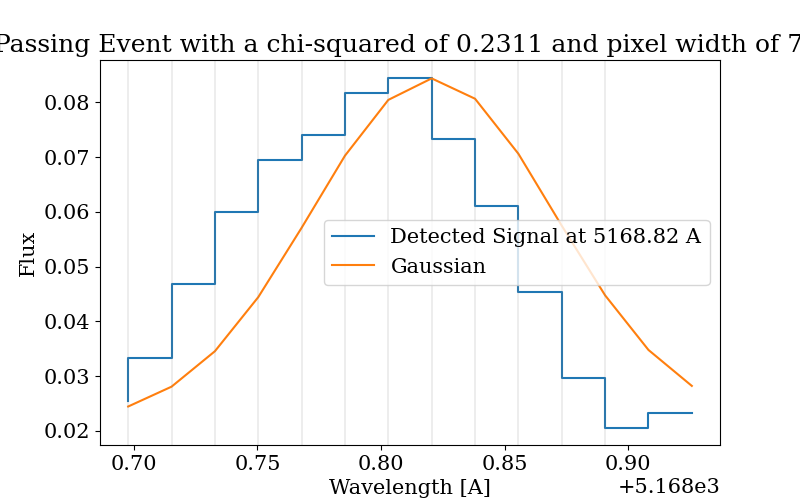 Passing Event with a chi-squared of 0.2311 and pixel width of 7
0.08
0.07
0.06
0.05
0.04
0.03
0.02
Flux
Detected Signal at 5168.82 A
Gaussian
0.70 0.75 0.80 0.85 0.90
Wavelength [A]
+5.168e3